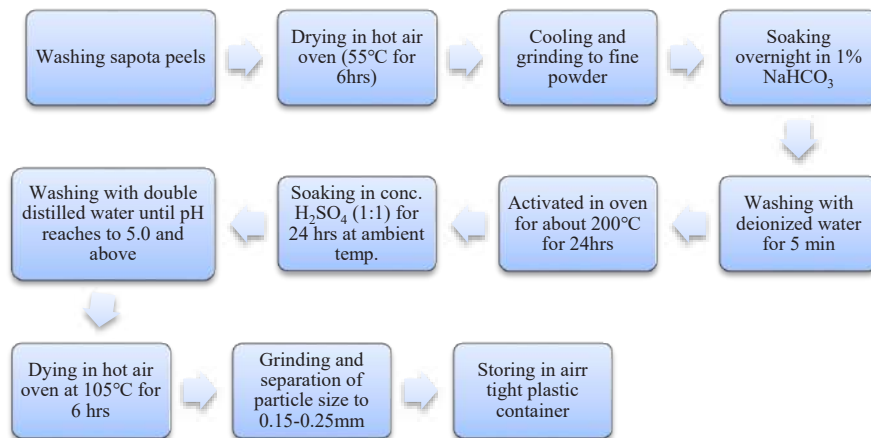 Washing sapota peels
Drying in hot air
oven (55℃ for
6hrs)
Cooling and
grinding to fine
powder
Soaking
overnight in 1%
NaHCO₃
Washing with
deionized water
for 5 min
Activated in oven
for about 200℃
for 24hrs
Soaking in conc.
H₂SO₄ (1:1) for
24 hrs at ambient
temp.
Washing with double
distilled water until pH
reaches to 5.0 and
above
Dying in hot air
oven at 105℃ for
6 hrs
Grinding and
separation of
particle size to
0.15-0.25mm
Storing in airr
tight plastic
container